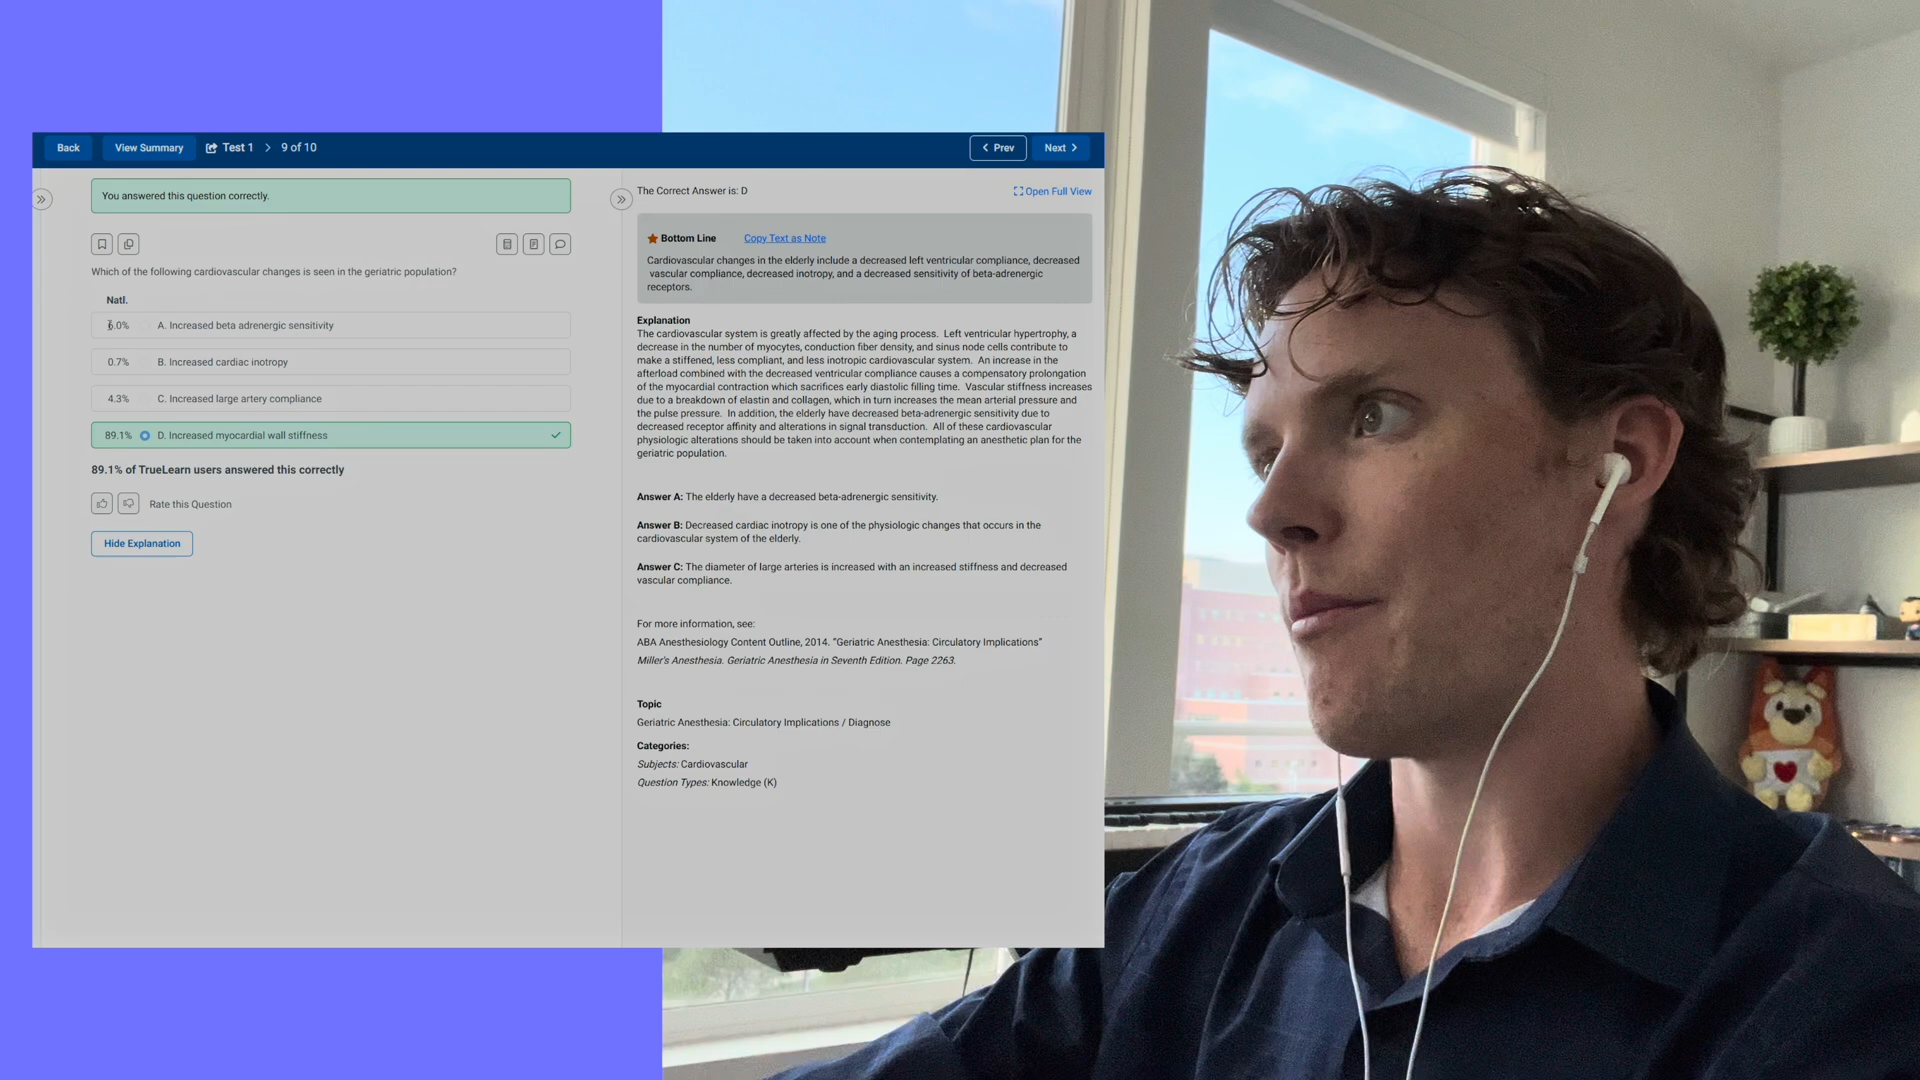 Back
View Summary
Test 1 > 9 of 10
Prev
Next
You answered this question correctly.
Which of the following cardiovascular changes is seen in the geriatric population?
Natl.
6.0% A. Increased beta adrenergic sensitivity
0.7% B. Increased cardiac inotropy
4.3% C. Increased large artery compliance
89.1% D. Increased myocardial wall stiffness
89.1% of TrueLearn users answered this correctly
Rate this Question
Hide Explanation
The Correct Answer is: D
Open Full View
Bottom Line
Copy Text as Note
Cardiovascular changes in the elderly include a decreased left ventricular compliance, decreased
vascular compliance, decreased inotropy, and a decreased sensitivity of beta-adrenergic
receptors.
Explanation
The cardiovascular system is greatly affected by the aging process. Left ventricular hypertrophy, a
decrease in the number of myocytes, conduction fiber density, and sinus node cells contribute to
make a stiffened, less compliant, and less inotropic cardiovascular system. An increase in the
afterload combined with the decreased ventricular compliance causes a compensatory prolongation
of the myocardial contraction which sacrifices early diastolic filling time. Vascular stiffness increases
due to a breakdown of elastin and collagen, which in turn increases the mean arterial pressure and
the pulse pressure. In addition, the elderly have decreased beta-adrenergic sensitivity due to
decreased receptor affinity and alterations in signal transduction. All of these cardiovascular
physiologic alterations should be taken into account when contemplating an anesthetic plan for the
geriatric population.
Answer A: The elderly have a decreased beta-adrenergic sensitivity.
Answer B: Decreased cardiac inotropy is one of the physiologic changes that occurs in the
cardiovascular system of the elderly.
Answer C: The diameter of large arteries is increased with an increased stiffness and decreased
vascular compliance.
For more information, see:
ABA Anesthesiology Content Outline, 2014. “Geriatric Anesthesia: Circulatory Implications”
Miller's Anesthesia. Geriatric Anesthesia in Seventh Edition. Page 2263.
Topic
Geriatric Anesthesia: Circulatory Implications / Diagnose
Categories:
Subjects: Cardiovascular
Question Types: Knowledge (K)